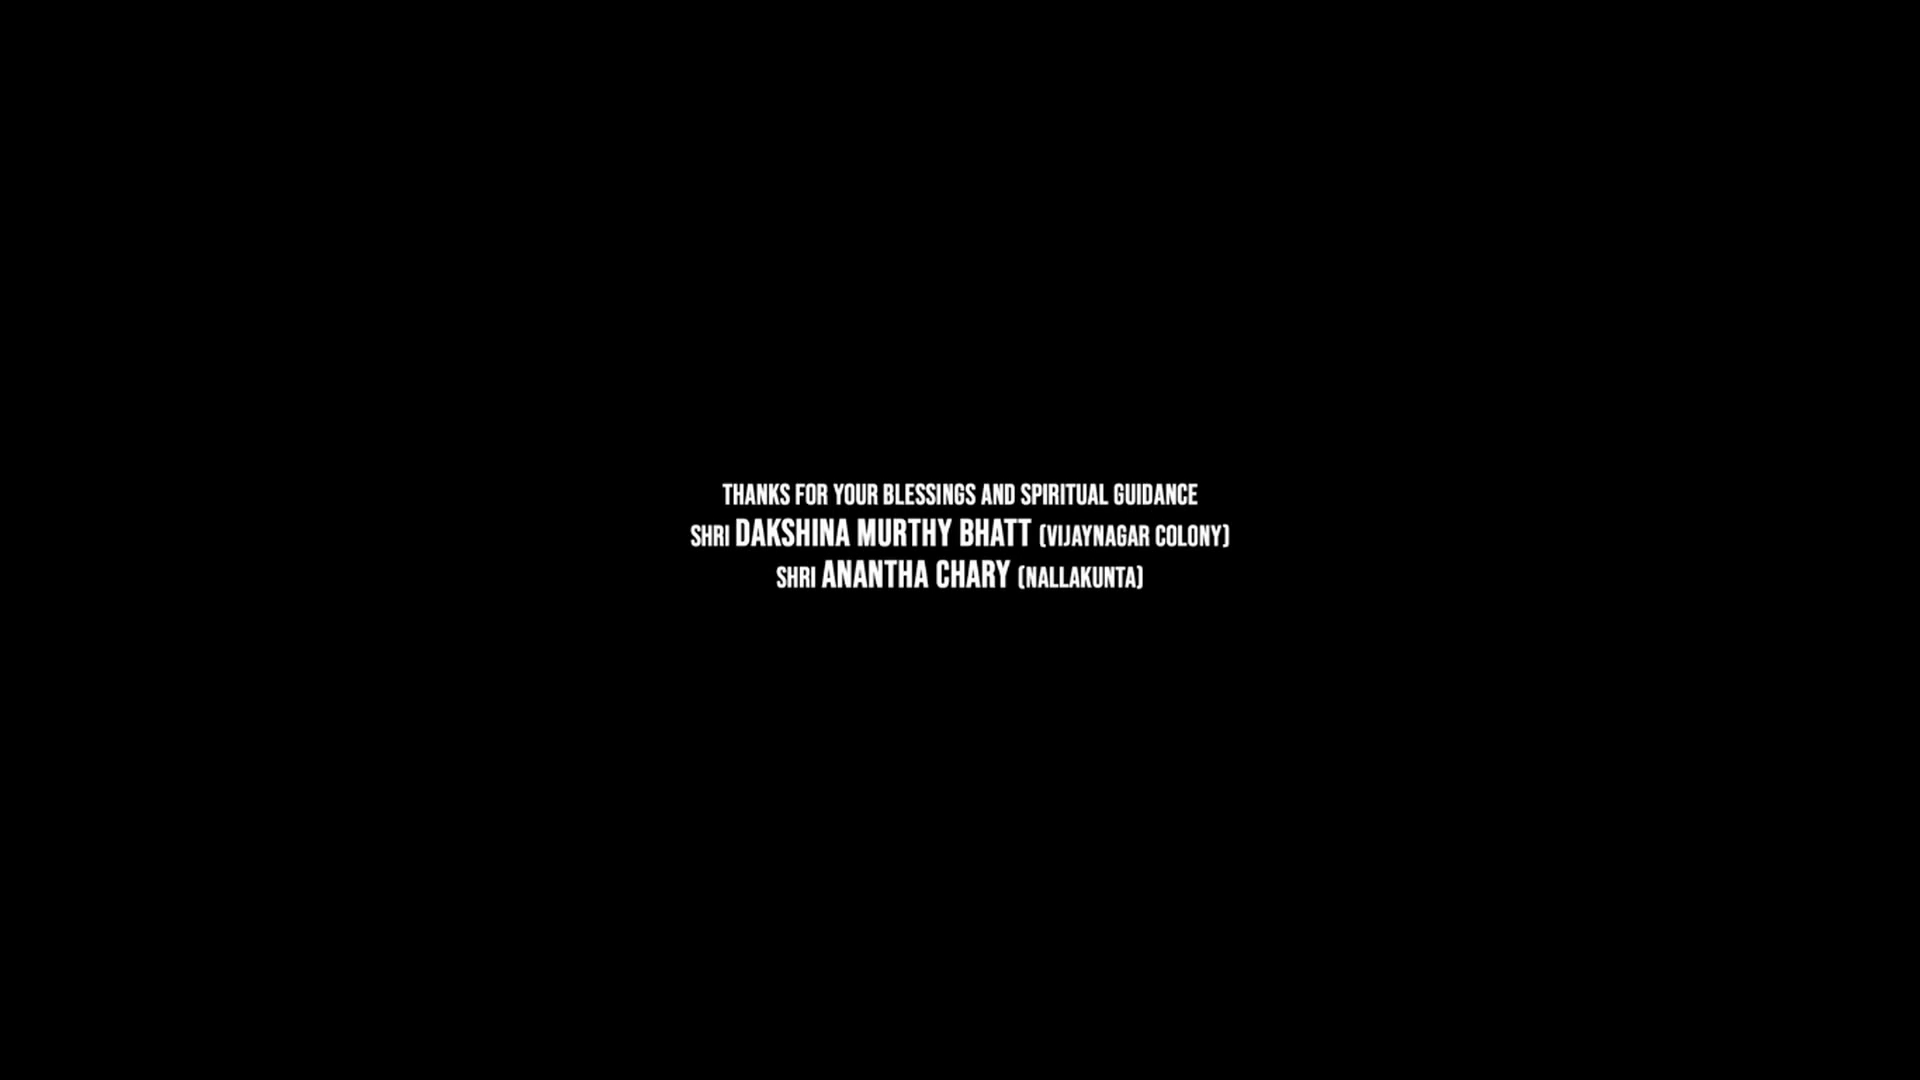 THANKS FOR YOUR BLESSINGS AND SPIRITUAL GUIDANCE
SHRI DAKSHINA MURTHY BHATT (VIJAYNAGAR COLONY)
SHRI ANANTHA CHARY (NALLAKUNTA)